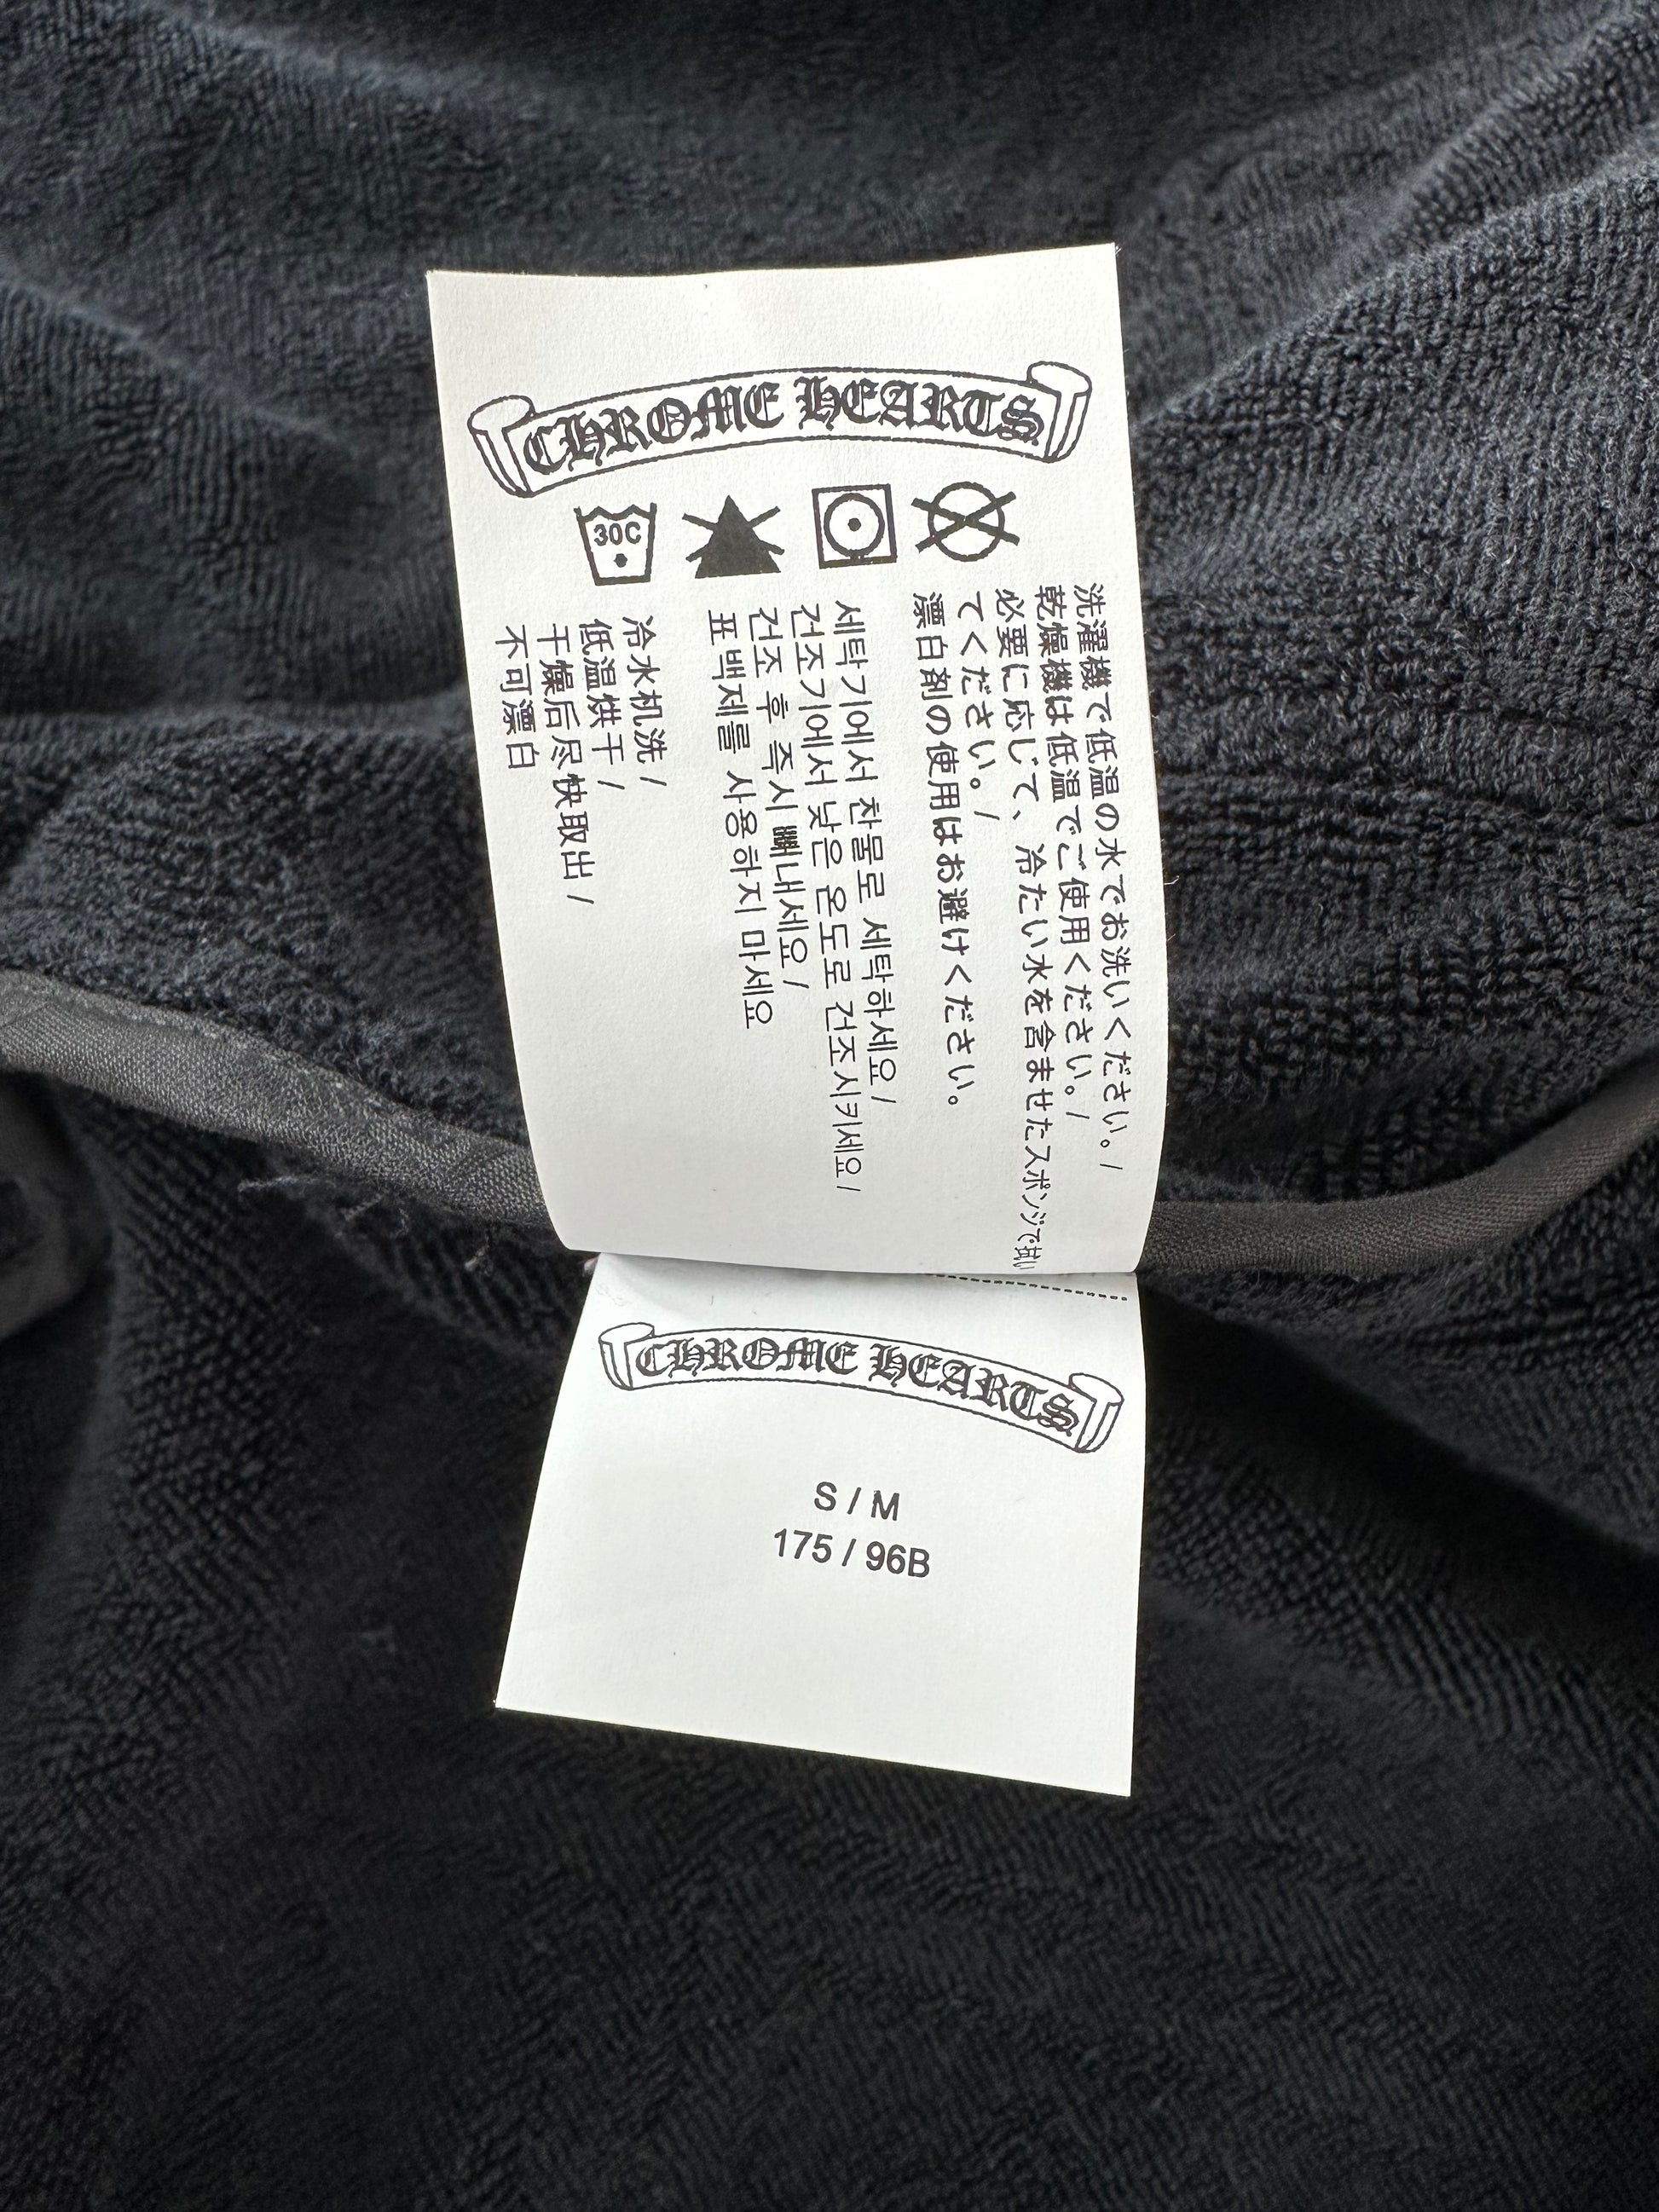 CHROME HEARTS
30C
洗濯機で低温の水でお洗いください。/
乾燥機は低温でご使用ください。/
必要に応じて、冷たい水を含ませたスポンジで拭い
てください。/
漂白剤の使用はお避けください。
세탁기에서 찬물로 세탁하세요 /
건조기에서 낮은 온도로 건조시키세요 /
건조 후 즉시 빼내세요 /
표백제를 사용하지 마세요
冷水机洗 /
低温烘干 /
干燥后尽快取出 /
不可漂白
CHROME HEARTS
S / M
175 / 96B